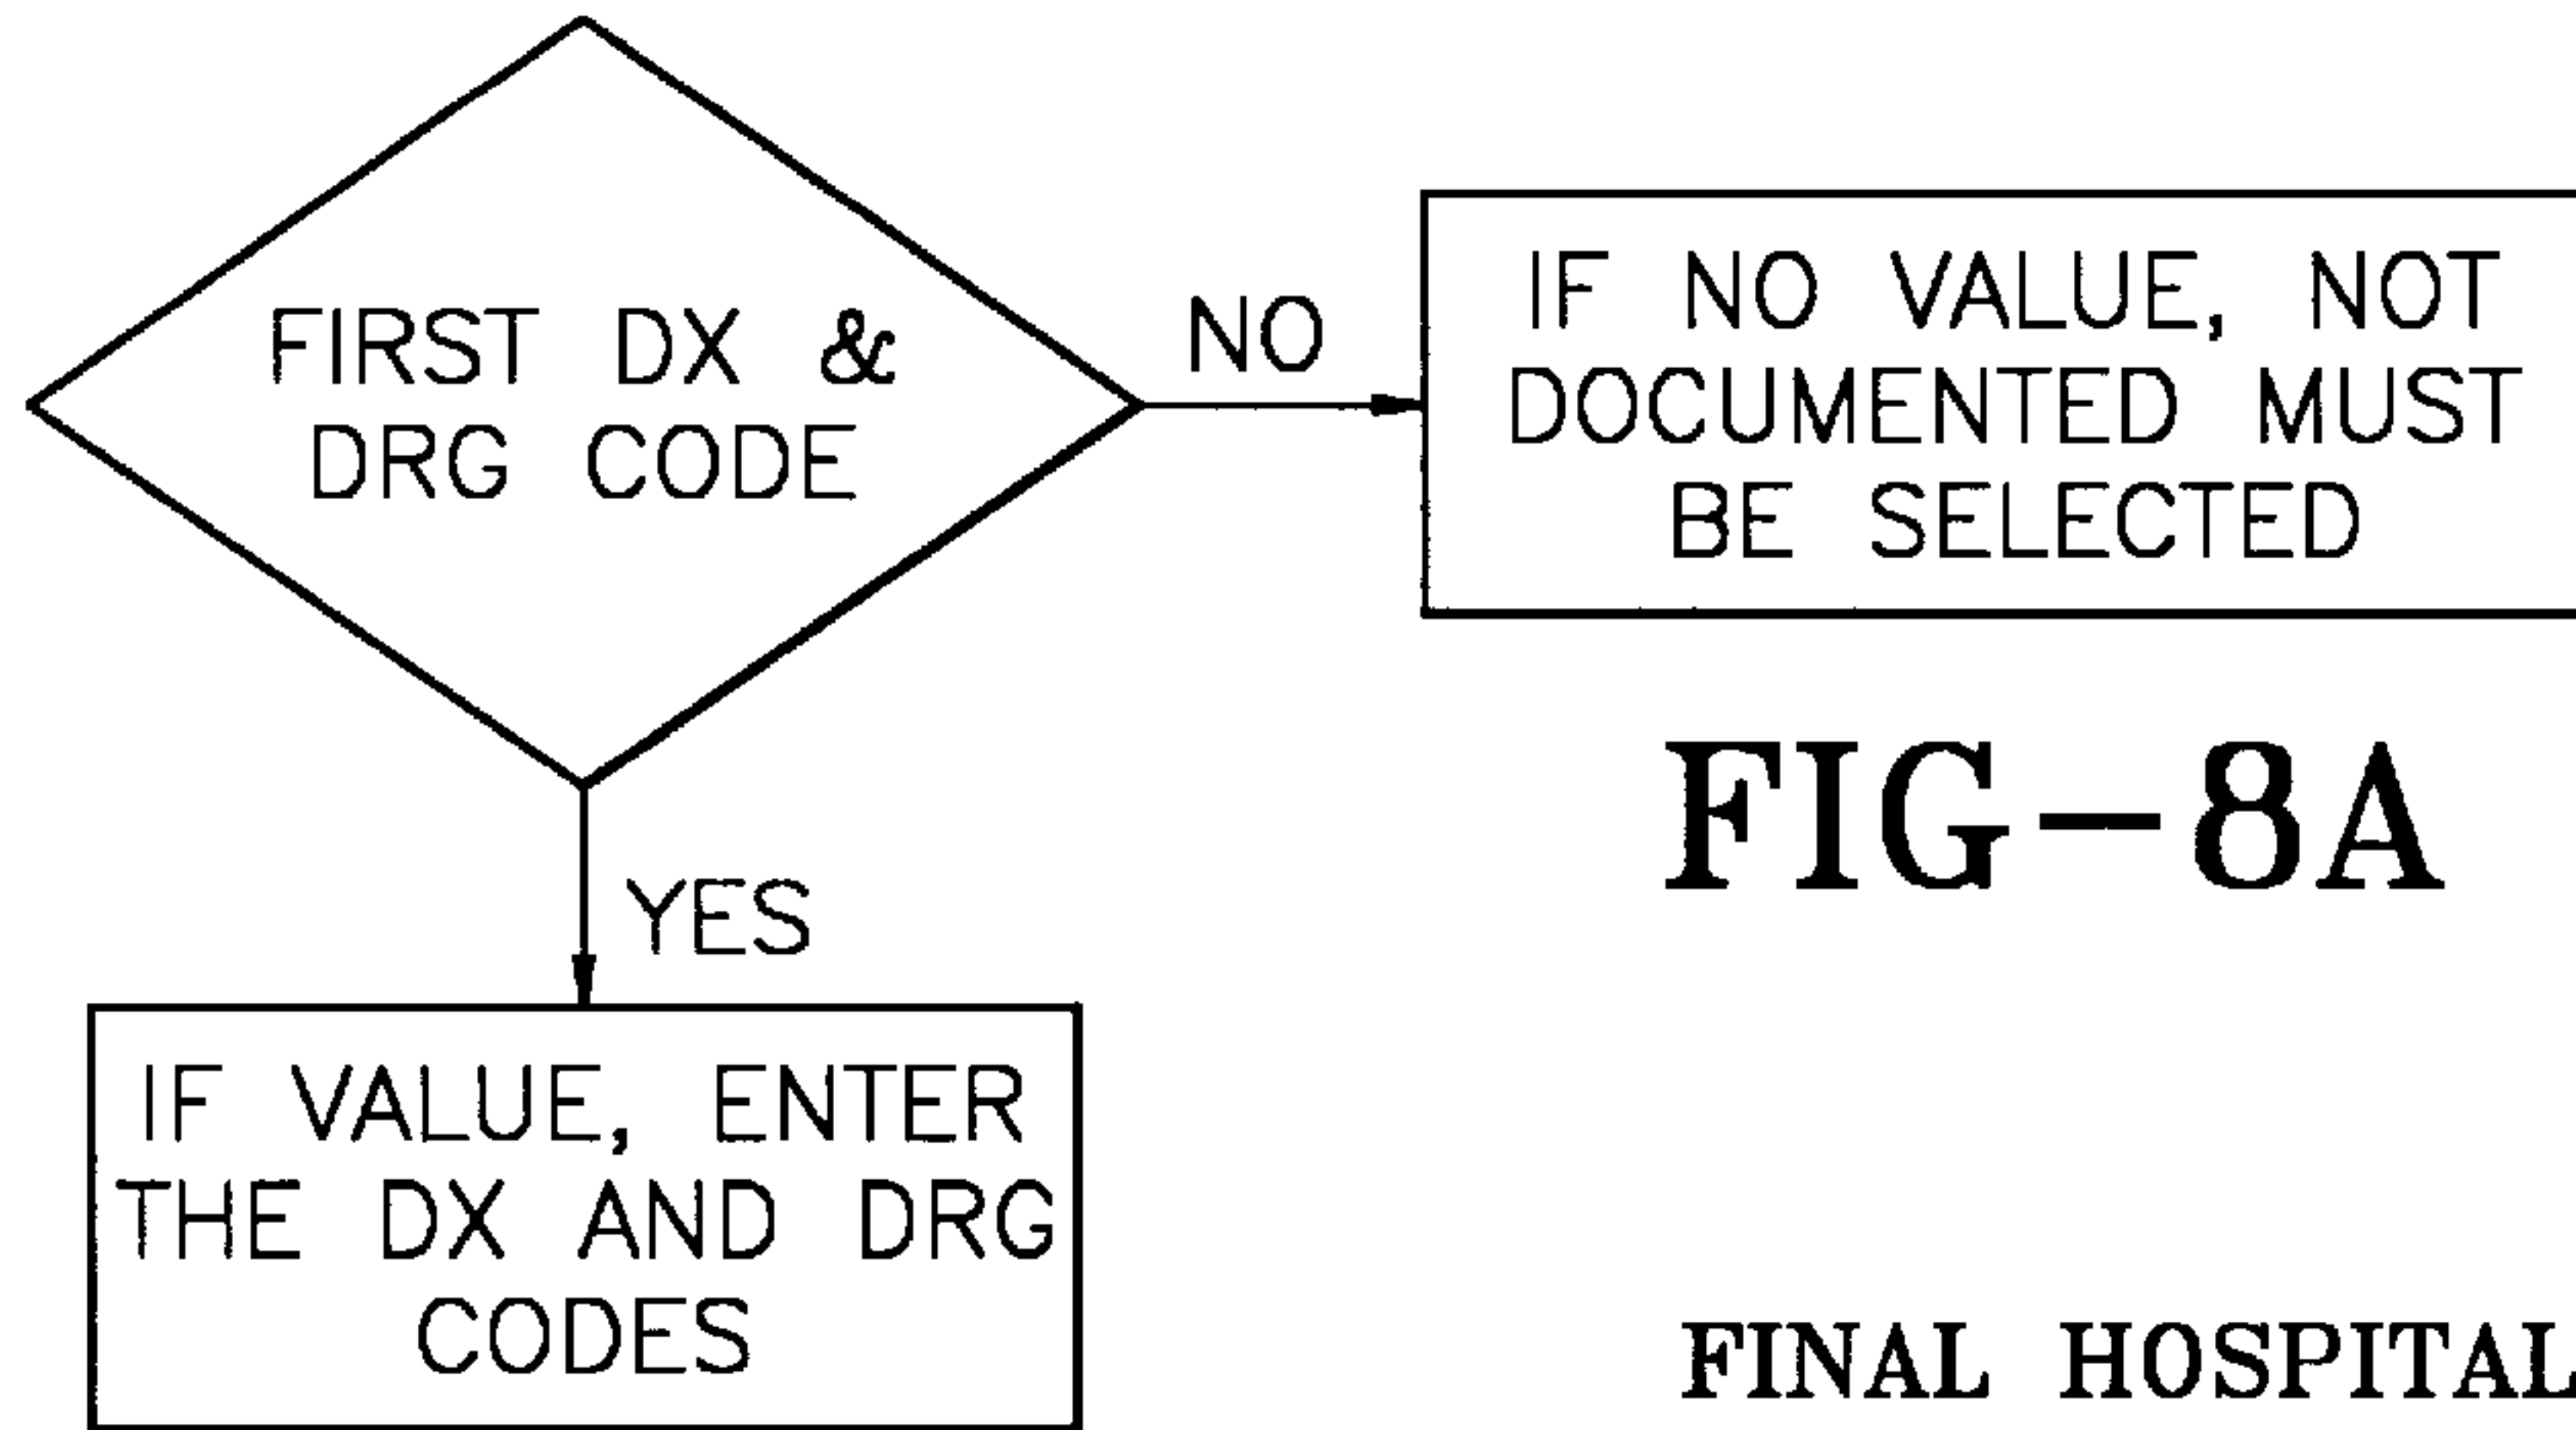 FIRST DX &
DRG CODE
NO
IF NO VALUE, NOT
DOCUMENTED MUST
BE SELECTED
FIG-8A
YES
IF VALUE, ENTER
THE DX AND DRG
CODES
FINAL HOSPITAL